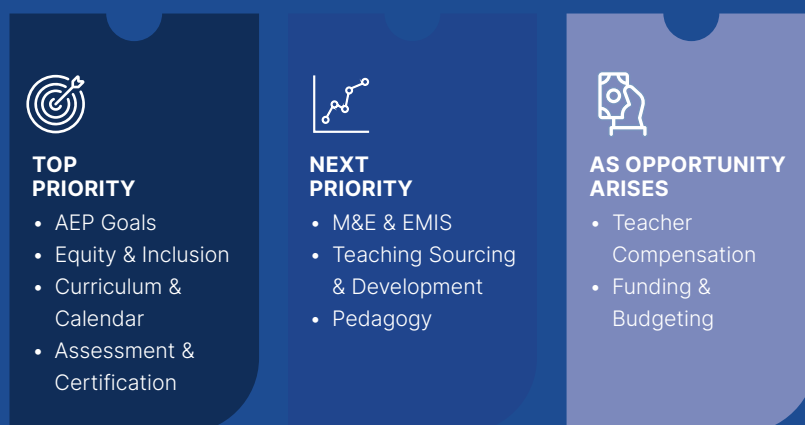 TOP
PRIORITY
• AEP Goals
• Equity & Inclusion
• Curriculum &
Calendar
• Assessment &
Certification
NEXT
PRIORITY
• M&E & EMIS
• Teaching Sourcing
& Development
• Pedagogy
AS OPPORTUNITY
ARISES
• Teacher
Compensation
• Funding &
Budgeting